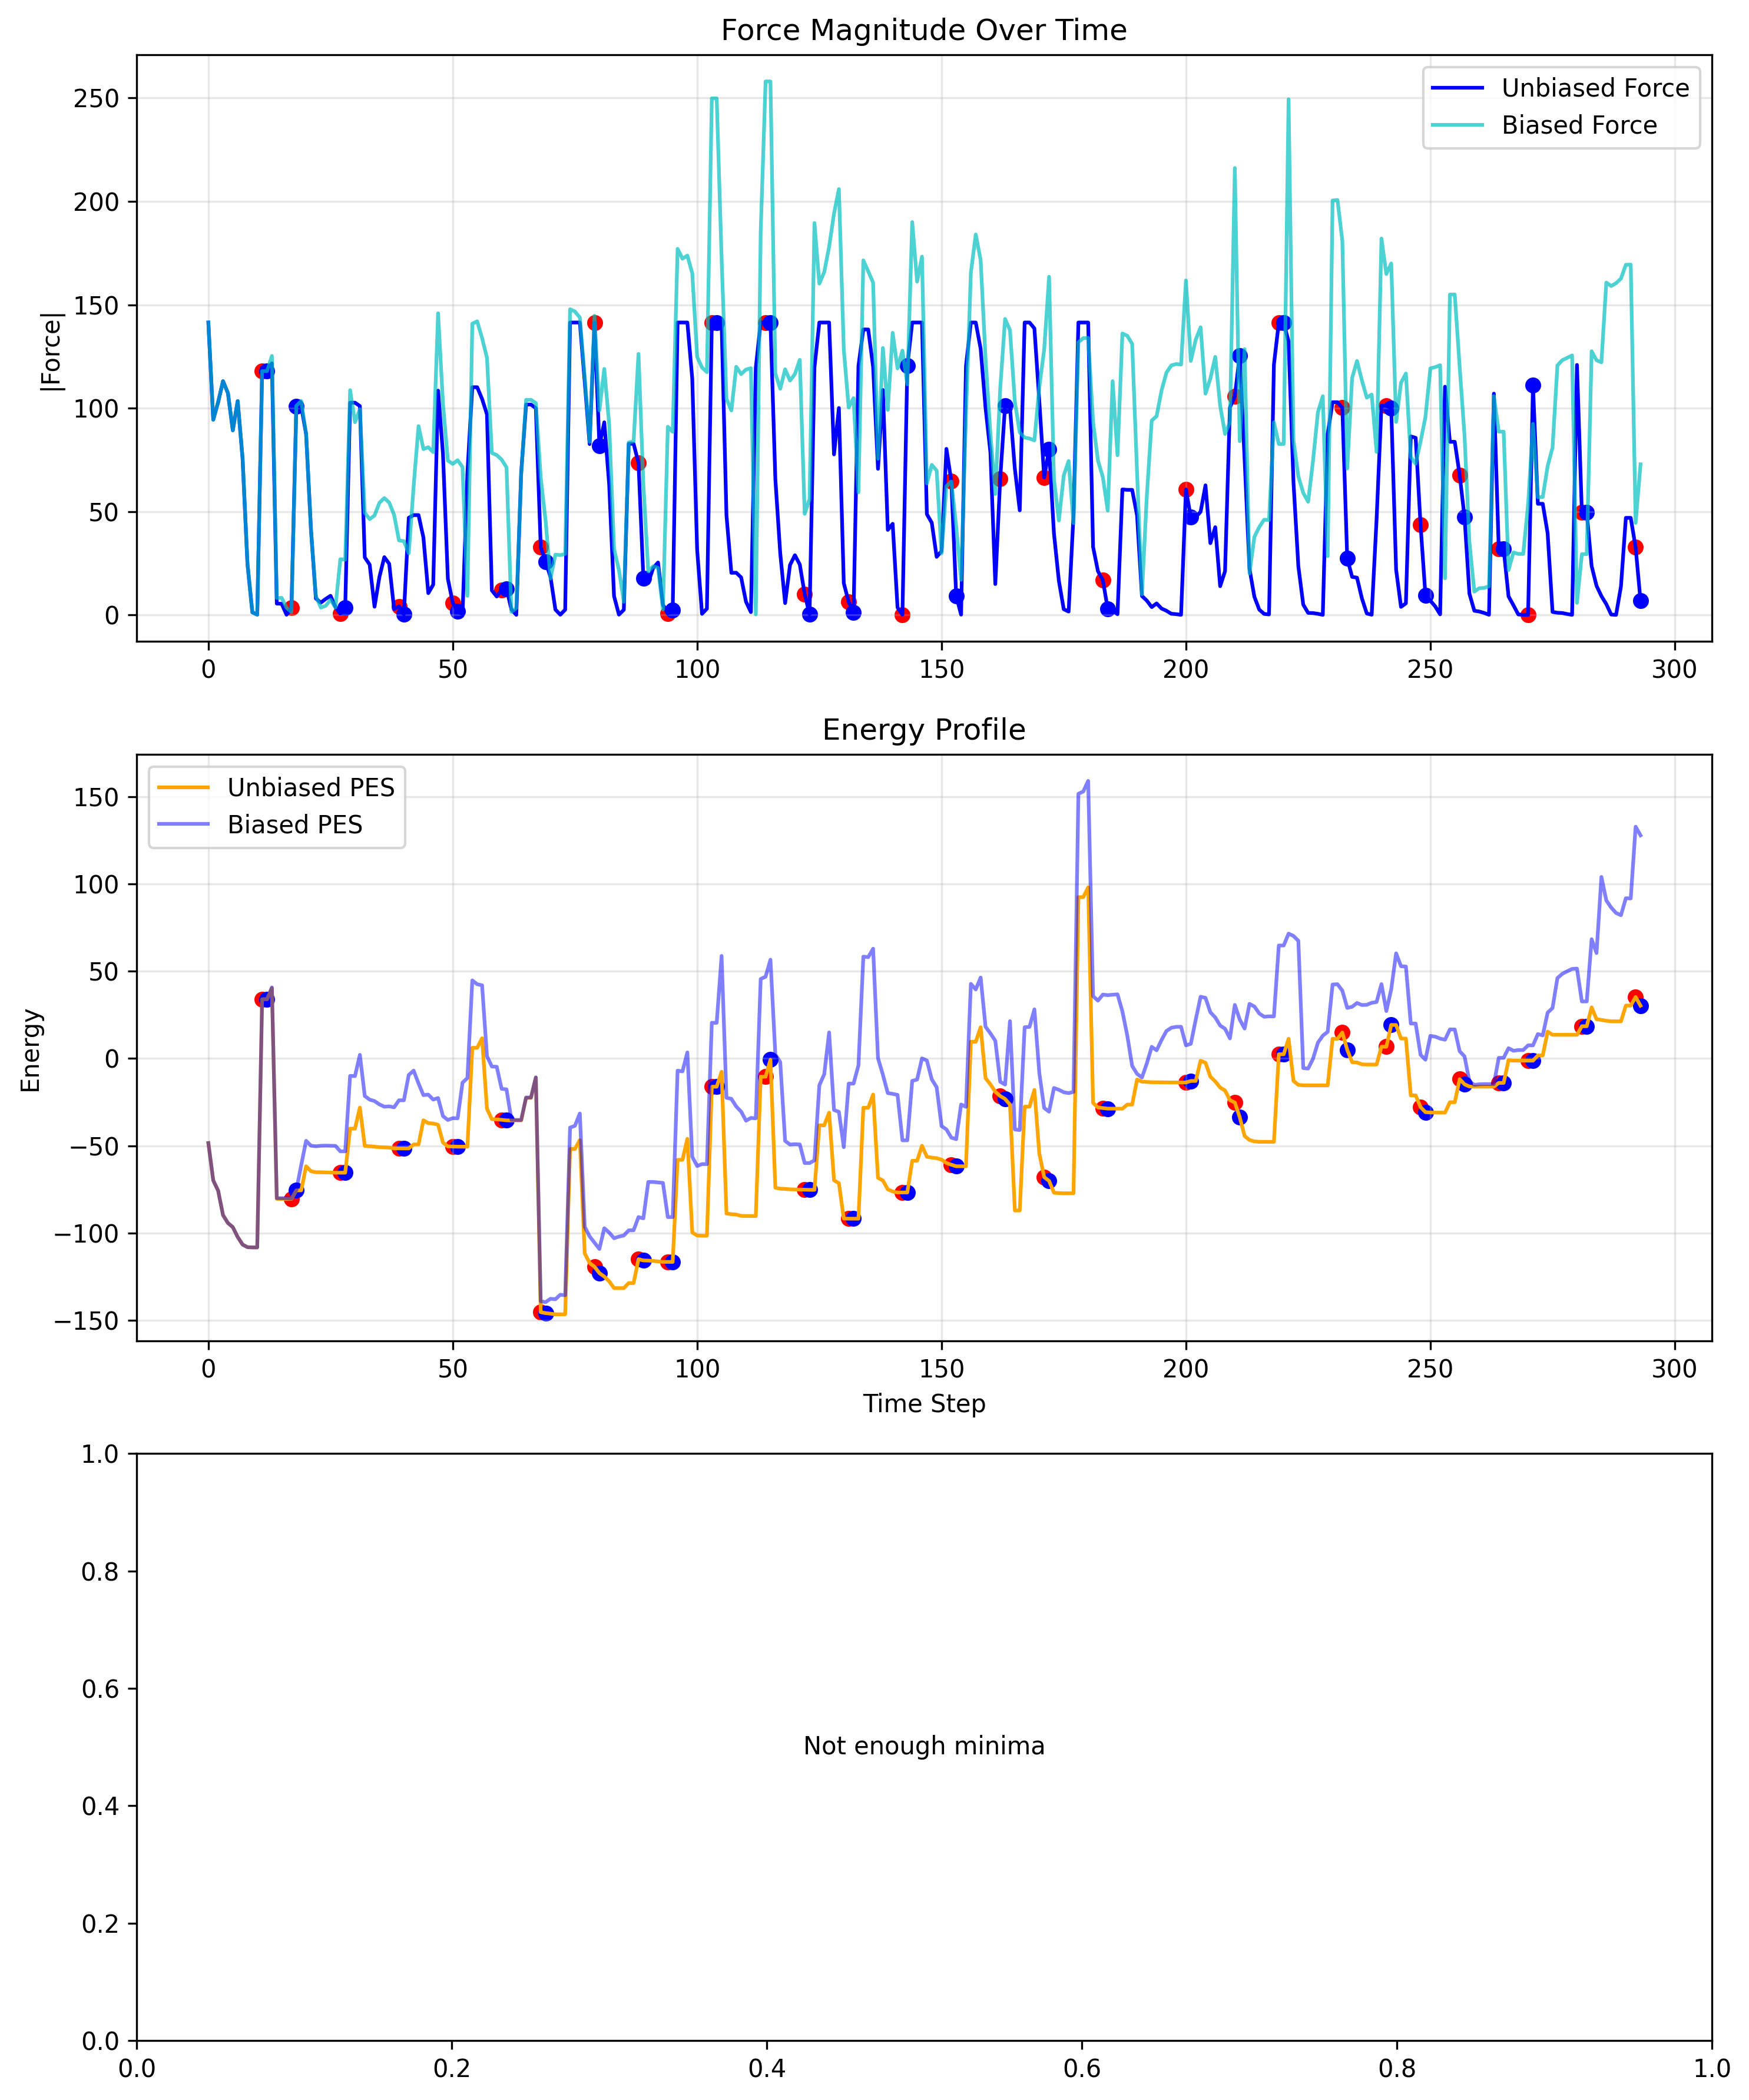 Force Magnitude Over Time
|Force|
250
200
150
100
50
0
Unbiased Force
Biased Force
0 50 100 150 200 250 300
Energy Profile
Energy
150
100
50
0
−50
−100
−150
Unbiased PES
Biased PES
0 50 100 150 200 250 300
Time Step
1.0
0.8
0.6
0.4
0.2
0.0
Not enough minima
0.0 0.2 0.4 0.6 0.8 1.0